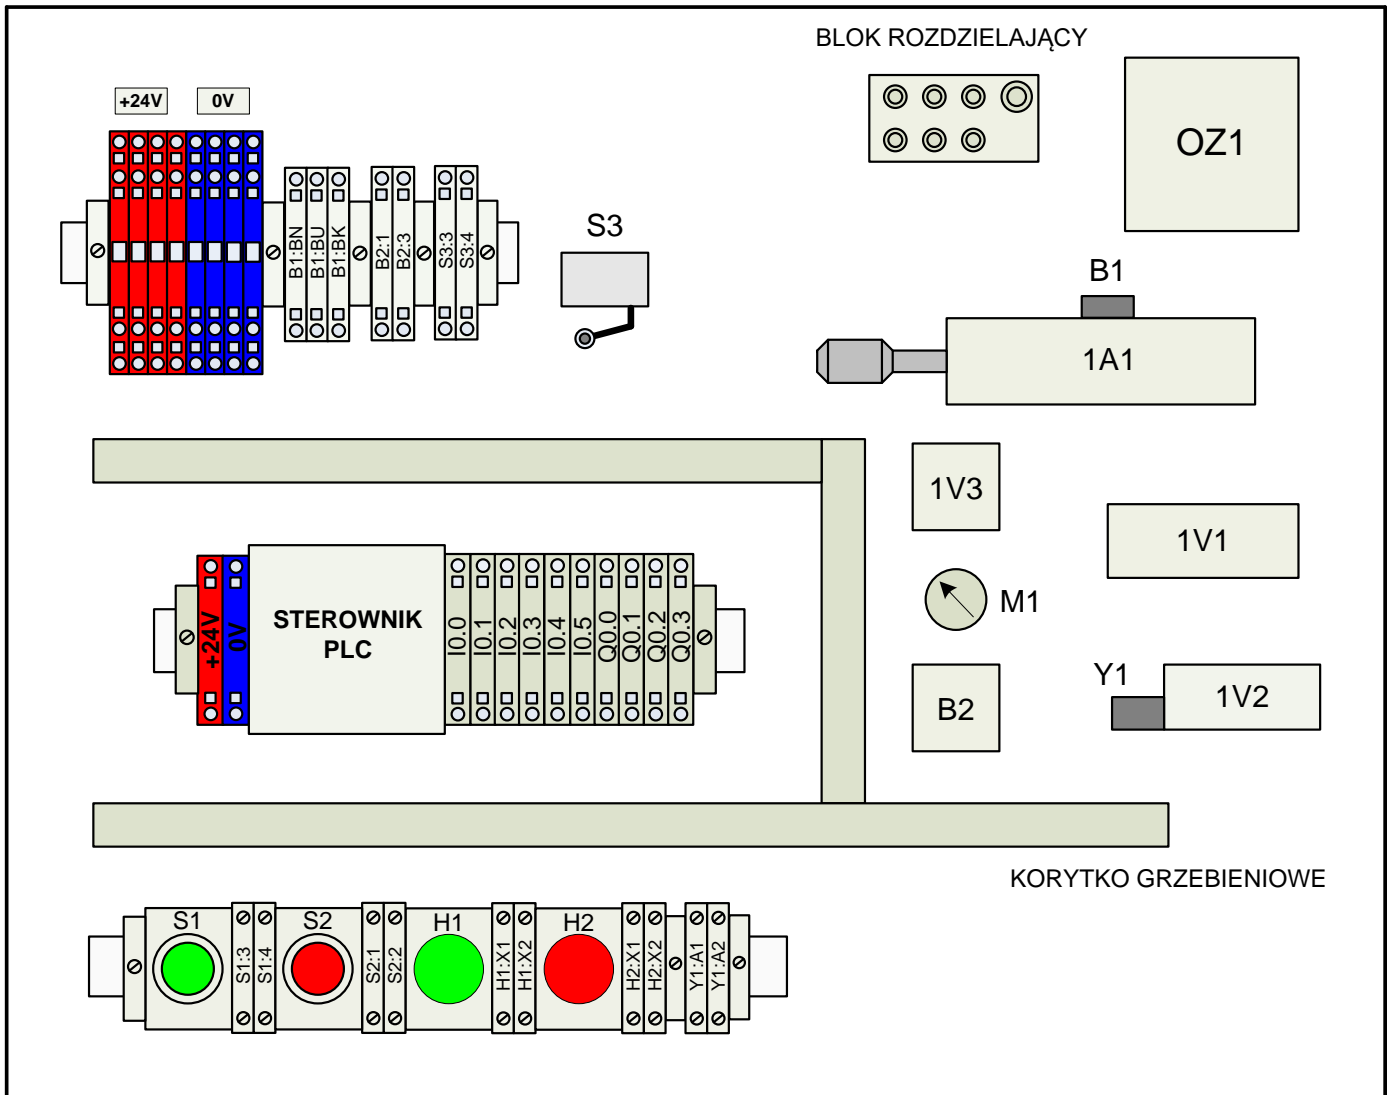 BLOK ROZDZIELAJĄCY
+24V
0V
OZ1
B1:BN
B1:BU
B1:BK
B2:1
B2:3
S3:3
S3:4
S3
B1
1A1
1V3
1V1
M1
STEROWNIK
PLC
+24V
0V
I0.0
I0.1
I0.2
I0.3
I0.4
I0.5
Q0.0
Q0.1
Q0.2
Q0.3
B2
Y1
1V2
KORYTKO GRZEBIENIOWE
S1
S1:3
S1:4
S2
S2:1
S2:2
H1
H1:X1
H1:X2
H2
H2:X1
H2:X2
Y1:A1
Y1:A2